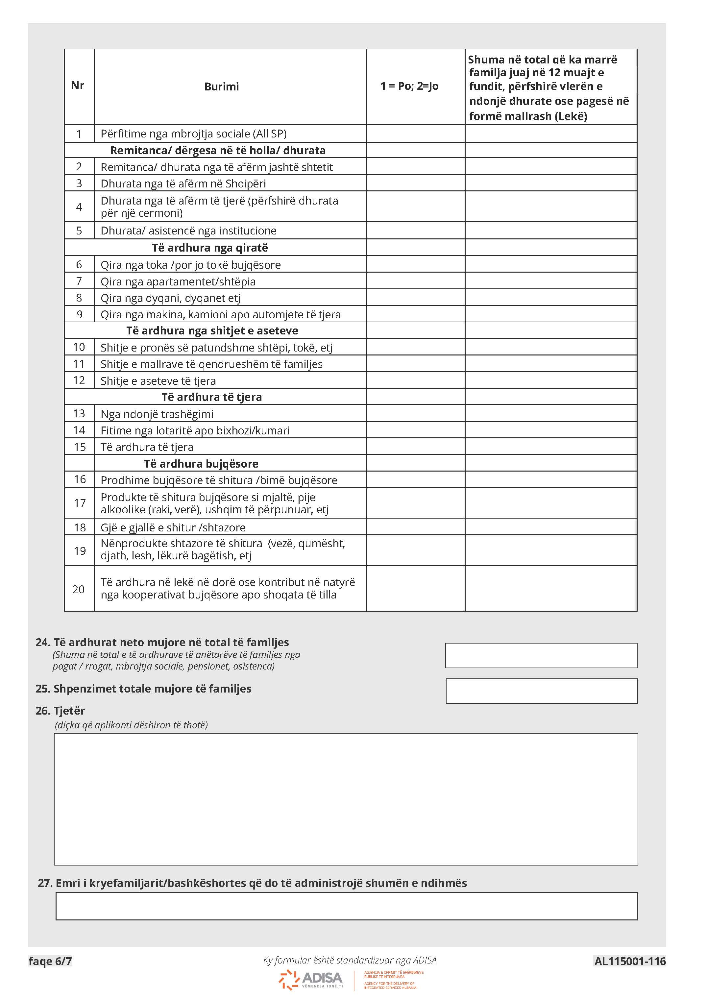 Nr
Burimi
1 = Po; 2=Jo
Shuma në total që ka marrë
familja juaj në 12 muajt e
fundit, përfshirë vlerën e
ndonjë dhurate ose pagesë në
formë mallrash (Lekë)
1 Përfitime nga mbrojtja sociale (All SP)
Remitanca/ dërgesa në të holla/ dhurata
2 Remitanca/ dhurata nga të afërm jashtë shtetit
3 Dhurata nga të afërm në Shqipëri
4 Dhurata nga të afërm të tjerë (përfshirë dhurata
për një cermoni)
5 Dhurata/ asistencë nga institucione
Të ardhura nga qiratë
6 Qira nga toka /por jo tokë bujqësore
7 Qira nga apartamentet/shtëpia
8 Qira nga dyqani, dyqanet etj
9 Qira nga makina, kamioni apo automjete të tjera
Të ardhura nga shitjet e aseteve
10 Shitje e pronës së patundshme shtëpi, tokë, etj
11 Shitje e mallrave të qendrueshëm të familjes
12 Shitje e aseteve të tjera
Të ardhura të tjera
13 Nga ndonjë trashëgimi
14 Fitime nga lotaritë apo bixhozi/kumari
15 Të ardhura të tjera
Të ardhura bujqësore
16 Prodhime bujqësore të shitura /bimë bujqësore
17 Produkte të shitura bujqësore si mjaltë, pije
alkoolike (raki, verë), ushqim të përpunuar, etj
18 Gjë e gjallë e shitur /shtazore
19 Nënprodukte shtazore të shitura (vezë, qumësht,
djath, lesh, lëkurë bagëtish, etj
20 Të ardhura në lekë në dorë ose kontribut në natyrë
nga kooperativat bujqësore apo shoqata të tilla
24. Të ardhurat neto mujore në total të familjes
(Shuma në total e të ardhurave të anëtarëve të familjes nga
pagat / rrogat, mbrojtja sociale, pensionet, asistenca)
25. Shpenzimet totale mujore të familjes
26. Tjetër
(diçka që aplikanti dëshiron të thotë)
27. Emri i kryefamiljarit/bashkëshortes që do të administrojë shumën e ndihmës
faqe 6/7
Ky formular është standardizuar nga ADISA
AL115001-116
ADISA
VËMENDJA JONË, TI
AGJENCIA E OFRIMIT TË SHËRBIMEVE
PUBLIKE TË INTEGRUARA
AGENCY FOR THE DELIVERY OF
INTEGRATED SERVICES ALBANIA